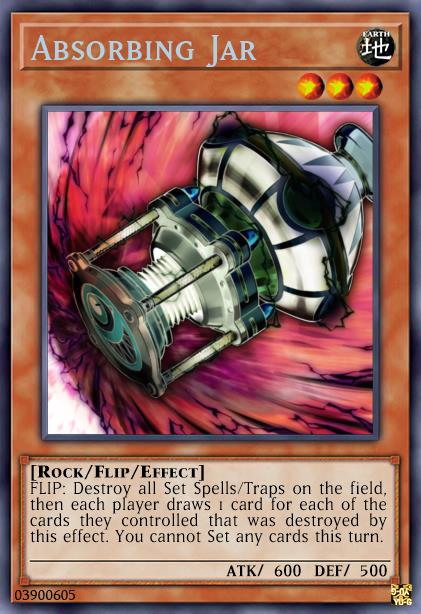 Absorbing Jar
EARTH
地
[Rock/Flip/Effect]
FLIP: Destroy all Set Spells/Traps on the field,
then each player draws 1 card for each of the
cards they controlled that was destroyed by
this effect. You cannot Set any cards this turn.
ATK/ 600 DEF/ 500
03900605